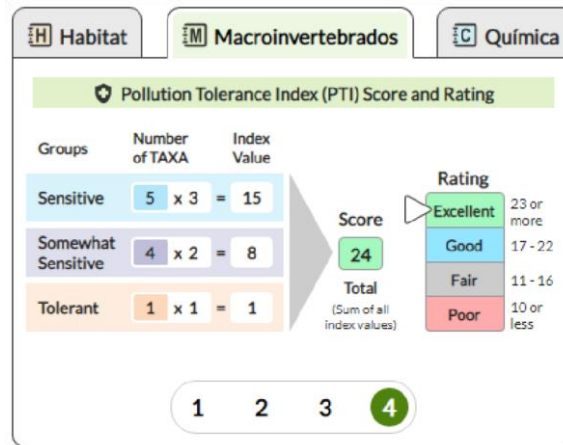 H Habitat
M Macroinvertebrados
C Química
Pollution Tolerance Index (PTI) Score and Rating
Groups
Number of TAXA
Index Value
Sensitive 5 x 3 = 15
Somewhat Sensitive 4 x 2 = 8
Tolerant 1 x 1 = 1
Score
24
Total
(Sum of all
index values)
Rating
Excellent 23 or more
Good 17 - 22
Fair 11 - 16
Poor 10 or less
1 2 3 4